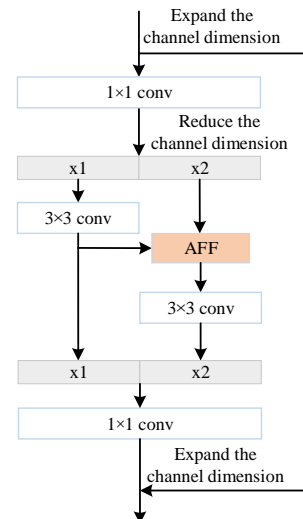 Expand the
channel dimension
1×1 conv
Reduce the
channel dimension
x1 x2
3×3 conv
AFF
3×3 conv
x1 x2
1×1 conv
Expand the
channel dimension